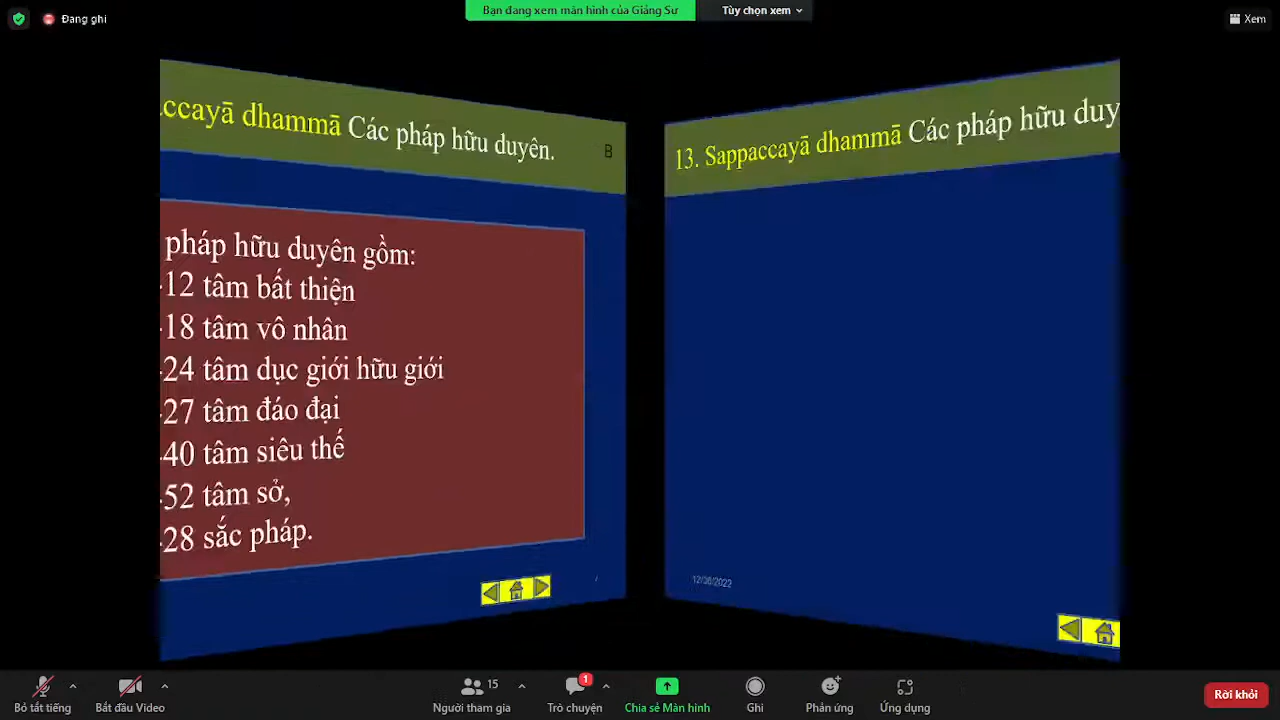 Đang ghi
Bạn đang xem màn hình của Giảng Sư
Tùy chọn xem
Xem
ccayā dhammā Các pháp hữu duyên.
B
pháp hữu duyên gồm:
-12 tâm bất thiện
-18 tâm vô nhân
-24 tâm dục giới hữu giới
-27 tâm đáo đại
-40 tâm siêu thế
-52 tâm sở,
-28 sắc pháp.
13. Sappaccayā dhammā Các pháp hữu duy
Bỏ tắt tiếng
Bắt đầu Video
15
Người tham gia
1
Trò chuyện
Chia sẻ Màn hình
Ghi
Phản ứng
Ứng dụng
Rời khỏi